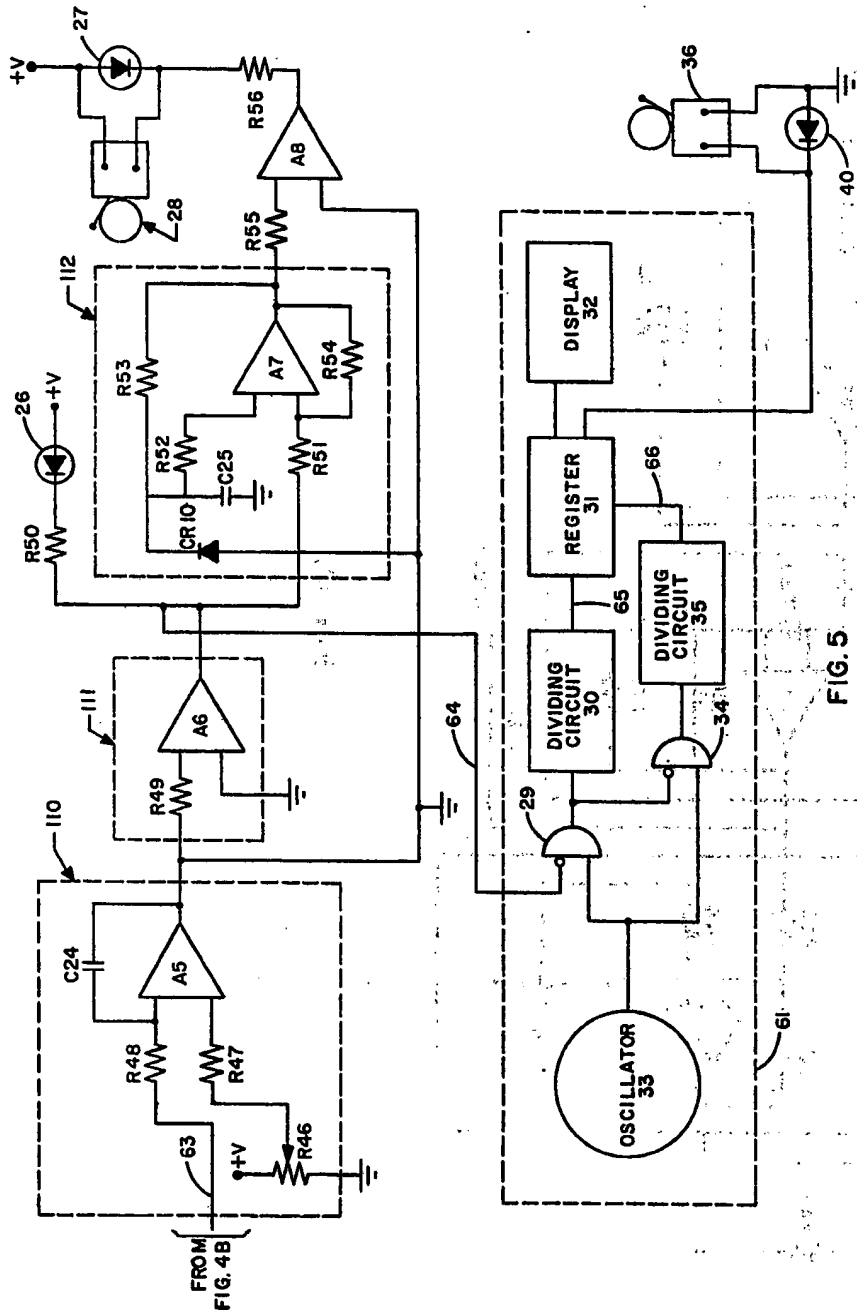 FROM
FIG. 4B
63
110
C24
A5
R48
R47
+V
R46
111
R49
A6
R50
26
+V
112
R53
R52
C25
CR10
A7
R51
R54
R55
A8
R56
+V
27
28
64
61
OSCILLATOR
33
29
34
DIVIDING
CIRCUIT
30
DIVIDING
CIRCUIT
35
65
66
REGISTER
31
DISPLAY
32
36
40
FIG. 5